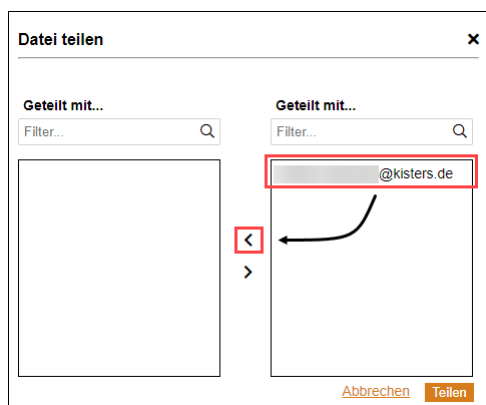 Datei teilen
Geteilt mit... Geteilt mit...
Filter... Filter...
@kisters.de
Abbrechen Teilen